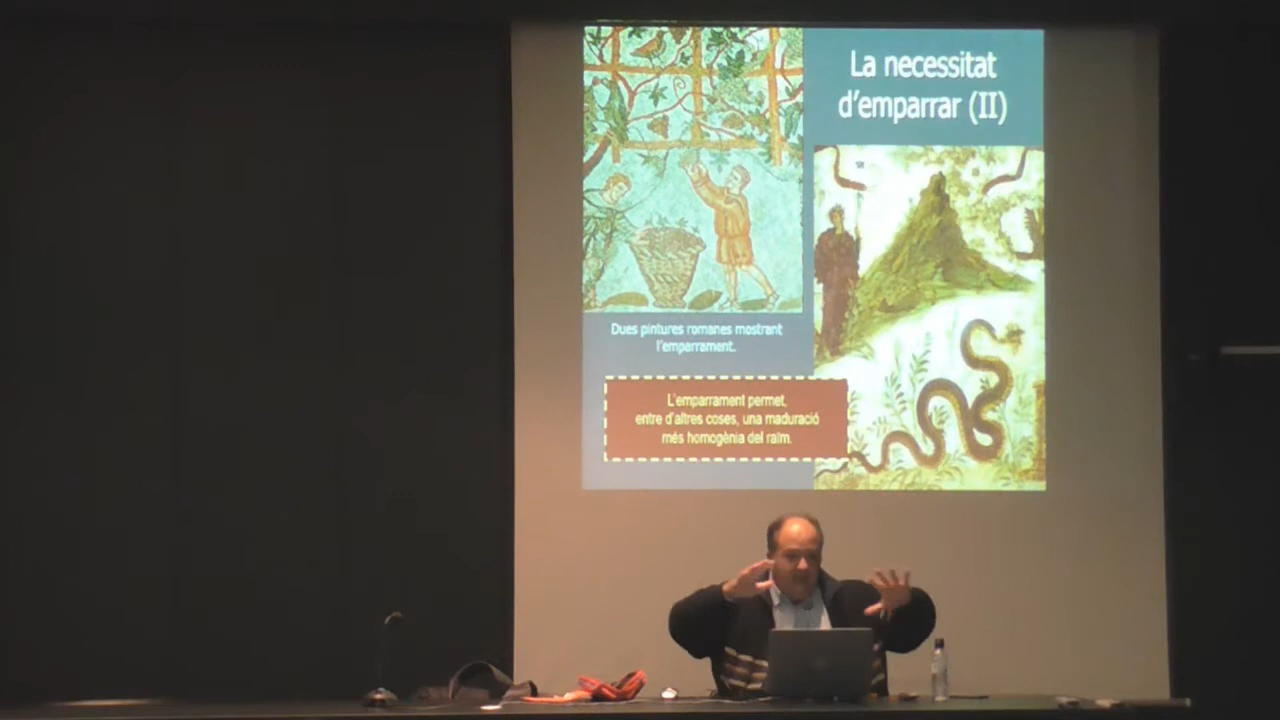 La necessitat
d'emparrar (II)
Dues pintures romanes mostrant
l'emparrament.
L'emparrament permet,
entre d'altres coses, una maduració
més homogènia del raïm.